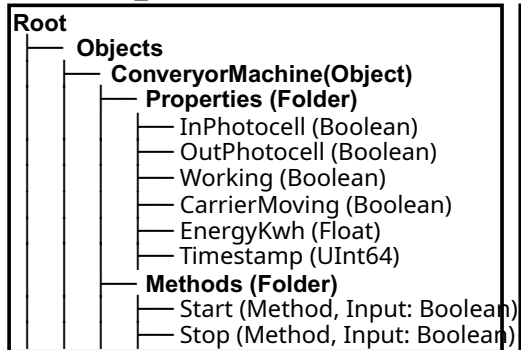 Root
Objects
ConveryorMachine(Object)
Properties (Folder)
InPhotocell (Boolean)
OutPhotocell (Boolean)
Working (Boolean)
CarrierMoving (Boolean)
EnergyKwh (Float)
Timestamp (UInt64)
Methods (Folder)
Start (Method, Input: Boolean)
Stop (Method, Input: Boolean)